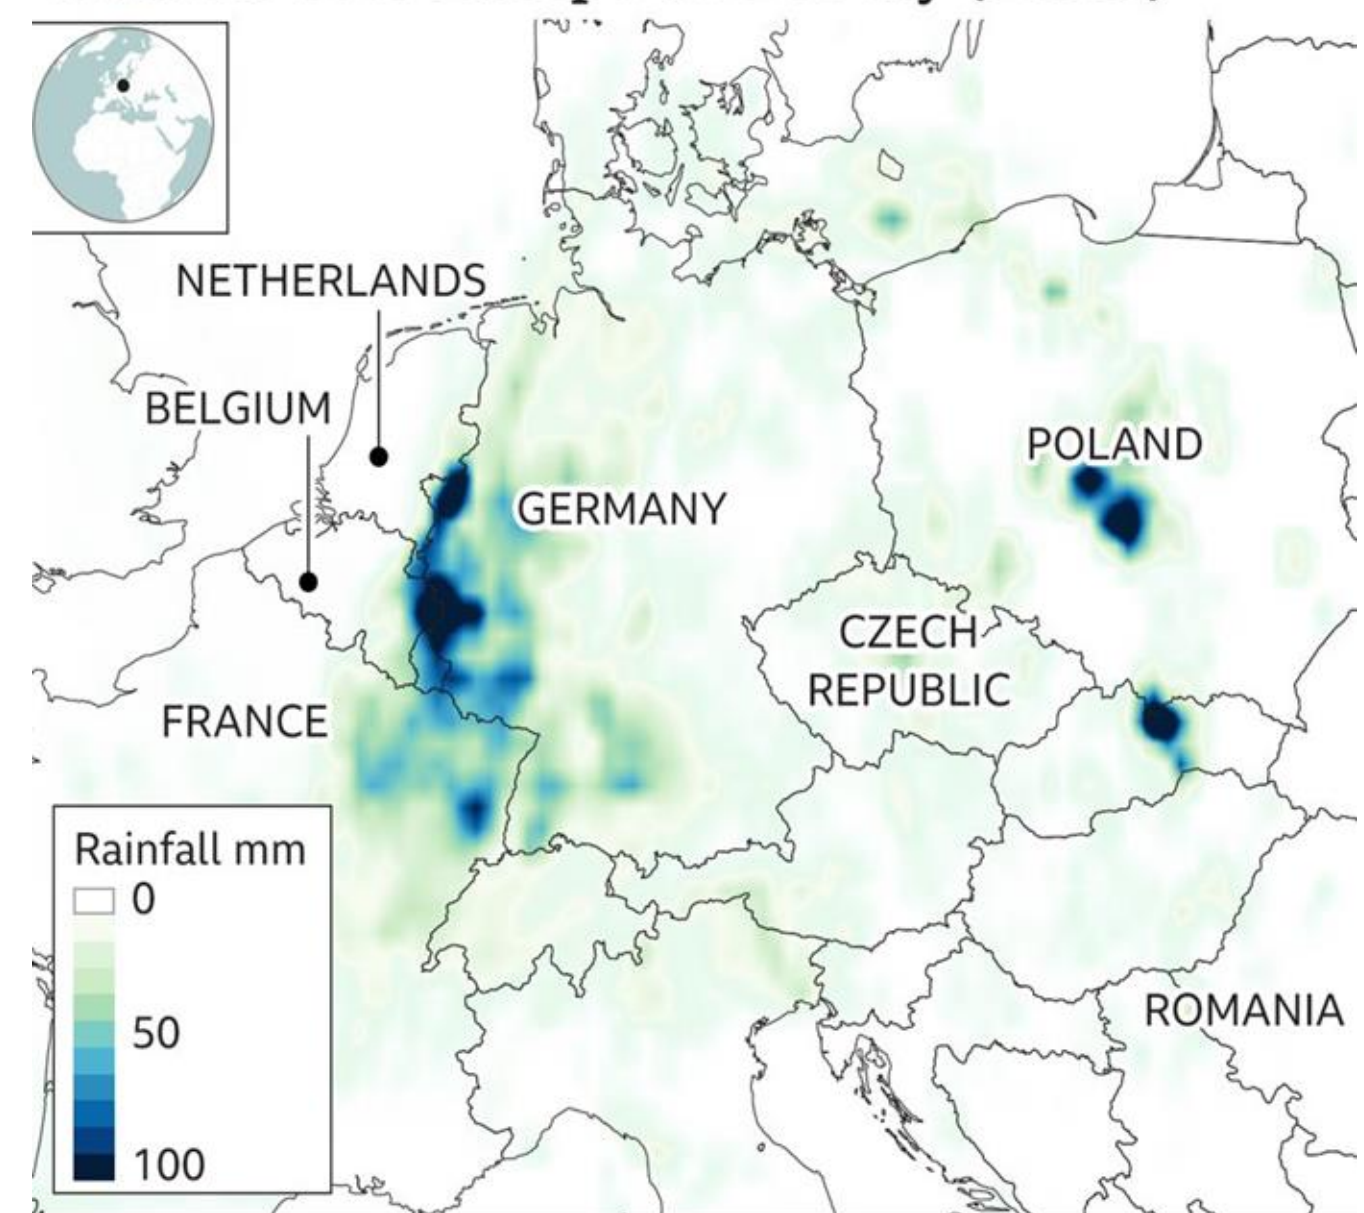 NETHERLANDS
BELGIUM
GERMANY
POLAND
CZECH
REPUBLIC
FRANCE
ROMANIA
Rainfall mm
0
50
100